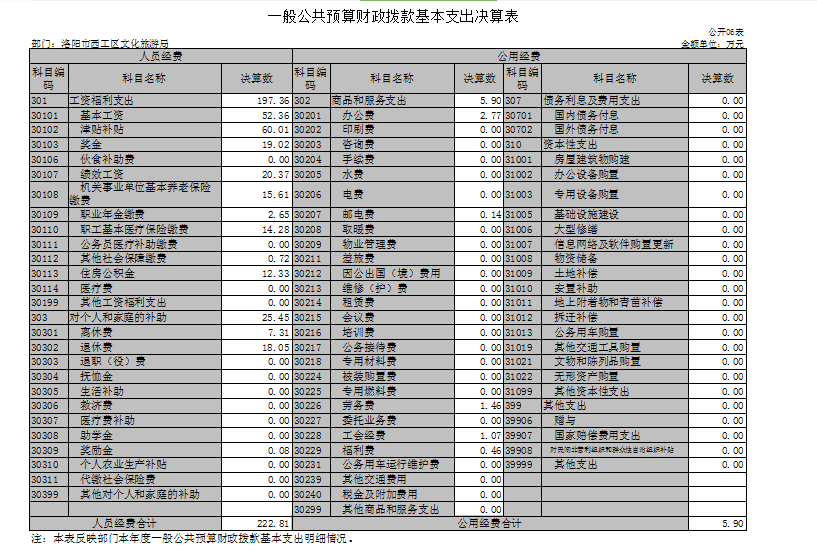 一般公共预算财政拨款基本支出决算表
公开06表
部门：洛阳市西工区文化旅游局 金额单位：万元
人员经费 公用经费
科目编码 科目名称 决算数 科目编码 科目名称 决算数 科目编码 科目名称 决算数
301 工资福利支出 197.36 302 商品和服务支出 5.90 307 债务利息及费用支出 0.00
30101 基本工资 52.36 30201 办公费 2.77 30701 国内债务付息 0.00
30102 津贴补贴 60.01 30202 印刷费 0.00 30702 国外债务付息 0.00
30103 奖金 19.02 30203 咨询费 0.00 310 资本性支出 0.00
30106 伙食补助费 0.00 30204 手续费 0.00 31001 房屋建筑物购建 0.00
30107 绩效工资 20.37 30205 水费 0.00 31002 办公设备购置 0.00
30108 机关事业单位基本养老保险缴费 15.61 30206 电费 0.00 31003 专用设备购置 0.00
30109 职业年金缴费 2.65 30207 邮电费 0.14 31005 基础设施建设 0.00
30110 职工基本医疗保险缴费 14.28 30208 取暖费 0.00 31006 大型修缮 0.00
30111 公务员医疗补助缴费 0.00 30209 物业管理费 0.00 31007 信息网络及软件购置更新 0.00
30112 其他社会保障缴费 0.72 30211 差旅费 0.00 31008 物资储备 0.00
30113 住房公积金 12.33 30212 因公出国（境）费用 0.00 31009 土地补偿 0.00
30114 医疗费 0.00 30213 维修（护）费 0.00 31010 安置补助 0.00
30199 其他工资福利支出 0.00 30214 租赁费 0.00 31011 地上附着物和青苗补偿 0.00
303 对个人和家庭的补助 25.45 30215 会议费 0.00 31012 拆迁补偿 0.00
30301 离休费 7.31 30216 培训费 0.00 31013 公务用车购置 0.00
30302 退休费 18.05 30217 公务接待费 0.00 31019 其他交通工具购置 0.00
30303 退职（役）费 0.00 30218 专用材料费 0.00 31021 文物和陈列品购置 0.00
30304 抚恤金 0.00 30224 被装购置费 0.00 31022 无形资产购置 0.00
30305 生活补助 0.00 30225 专用燃料费 0.00 31099 其他资本性支出 0.00
30306 救济费 0.00 30226 劳务费 1.46 399 其他支出 0.00
30307 医疗费补助 0.00 30227 委托业务费 0.00 39906 赠与 0.00
30308 助学金 0.00 30228 工会经费 1.07 39907 国家赔偿费用支出 0.00
30309 奖励金 0.08 30229 福利费 0.46 39908 对民间非营利组织和群众性自治组织补贴 0.00
30310 个人农业生产补贴 0.00 30231 公务用车运行维护费 0.00 39999 其他支出 0.00
30311 代缴社会保险费 0.00 30239 其他交通费用 0.00
30399 其他对个人和家庭的补助 0.00 30240 税金及附加费用 0.00
30299 其他商品和服务支出 0.00
人员经费合计 222.81 公用经费合计 5.90
注：本表反映部门本年度一般公共预算财政拨款基本支出明细情况。